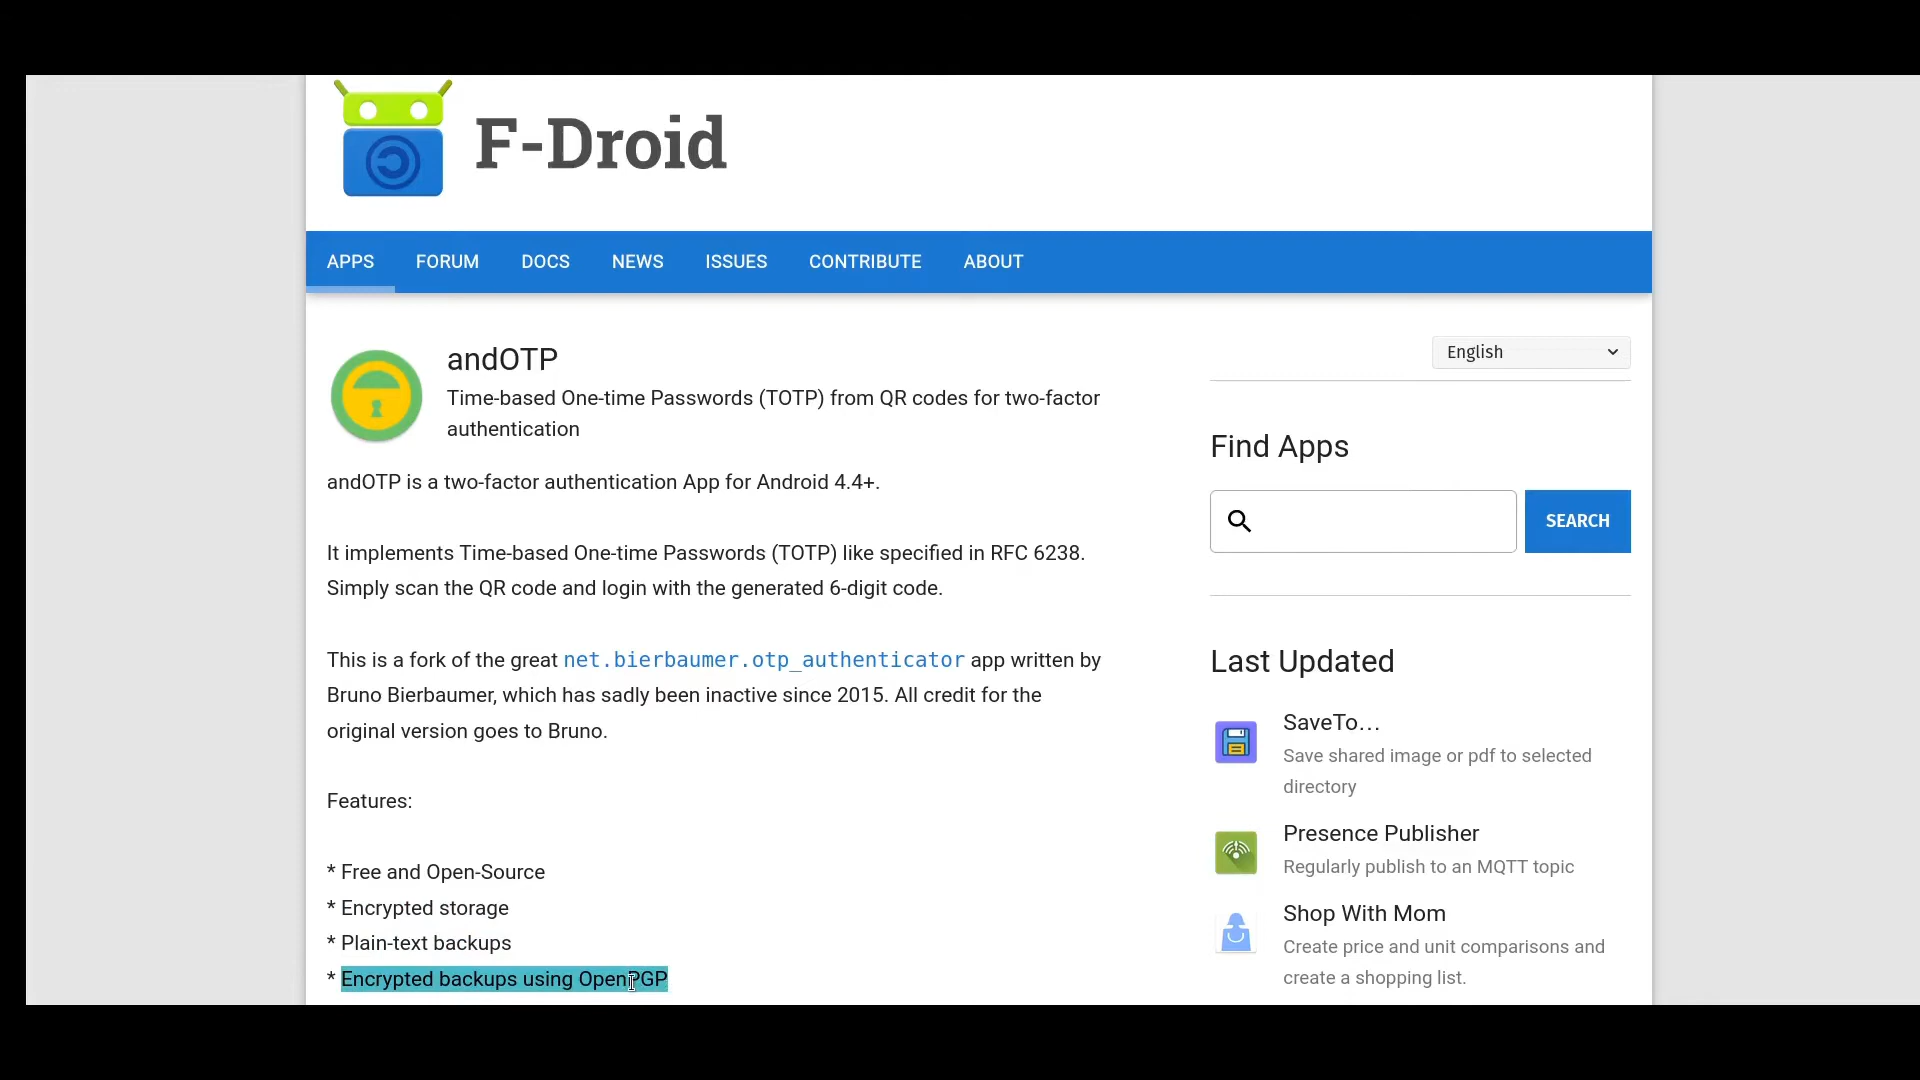 F-Droid
APPS FORUM DOCS NEWS ISSUES CONTRIBUTE ABOUT
andOTP
Time-based One-time Passwords (TOTP) from QR codes for two-factor
authentication
andOTP is a two-factor authentication App for Android 4.4+.
It implements Time-based One-time Passwords (TOTP) like specified in RFC 6238.
Simply scan the QR code and login with the generated 6-digit code.
This is a fork of the great net.bierbaumer.otp_authenticator app written by
Bruno Bierbaumer, which has sadly been inactive since 2015. All credit for the
original version goes to Bruno.
Features:
* Free and Open-Source
* Encrypted storage
* Plain-text backups
* Encrypted backups using OpenPGP
English
Find Apps
SEARCH
Last Updated
SaveTo…
Save shared image or pdf to selected
directory
Presence Publisher
Regularly publish to an MQTT topic
Shop With Mom
Create price and unit comparisons and
create a shopping list.